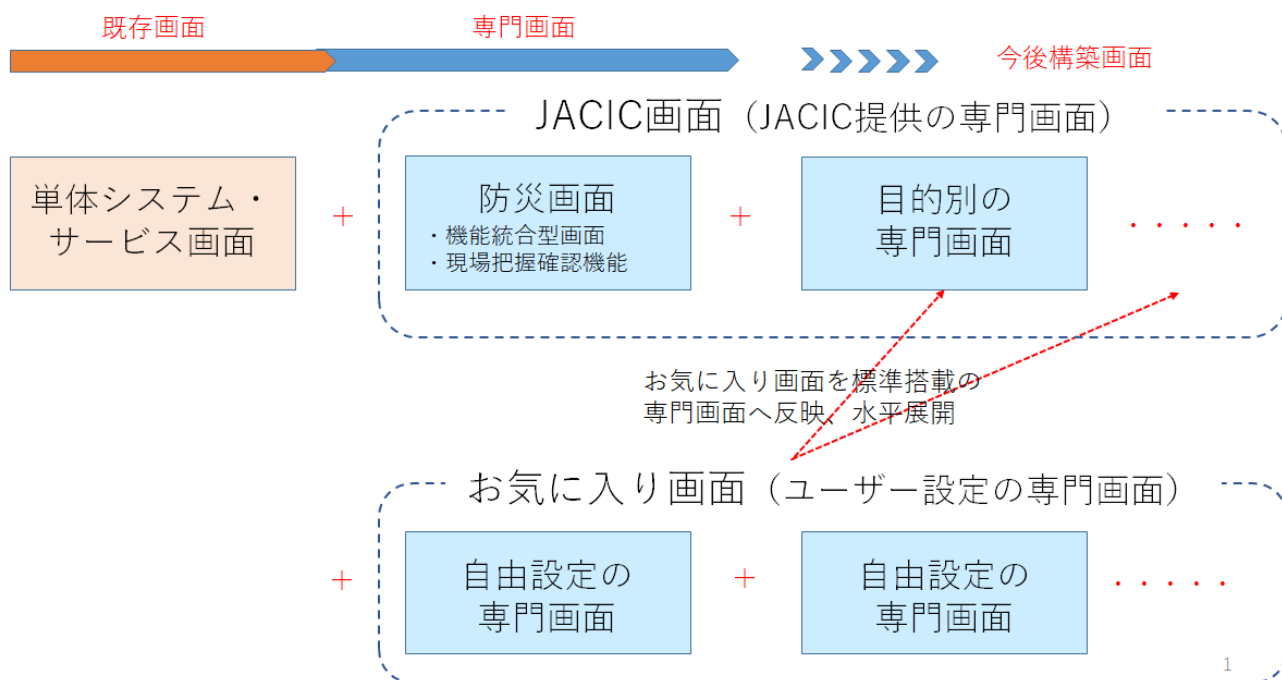 既存画面
専門画面
今後構築画面
JACIC画面（JACIC提供の専門画面）
単体システム・
サービス画面
+
防災画面
・機能統合型画面
・現場把握確認機能
+
目的別の
専門画面
・・・・・
お気に入り画面を標準搭載の
専門画面へ反映、水平展開
お気に入り画面（ユーザー設定の専門画面）
+
自由設定の
専門画面
+
自由設定の
専門画面
・・・・・
1